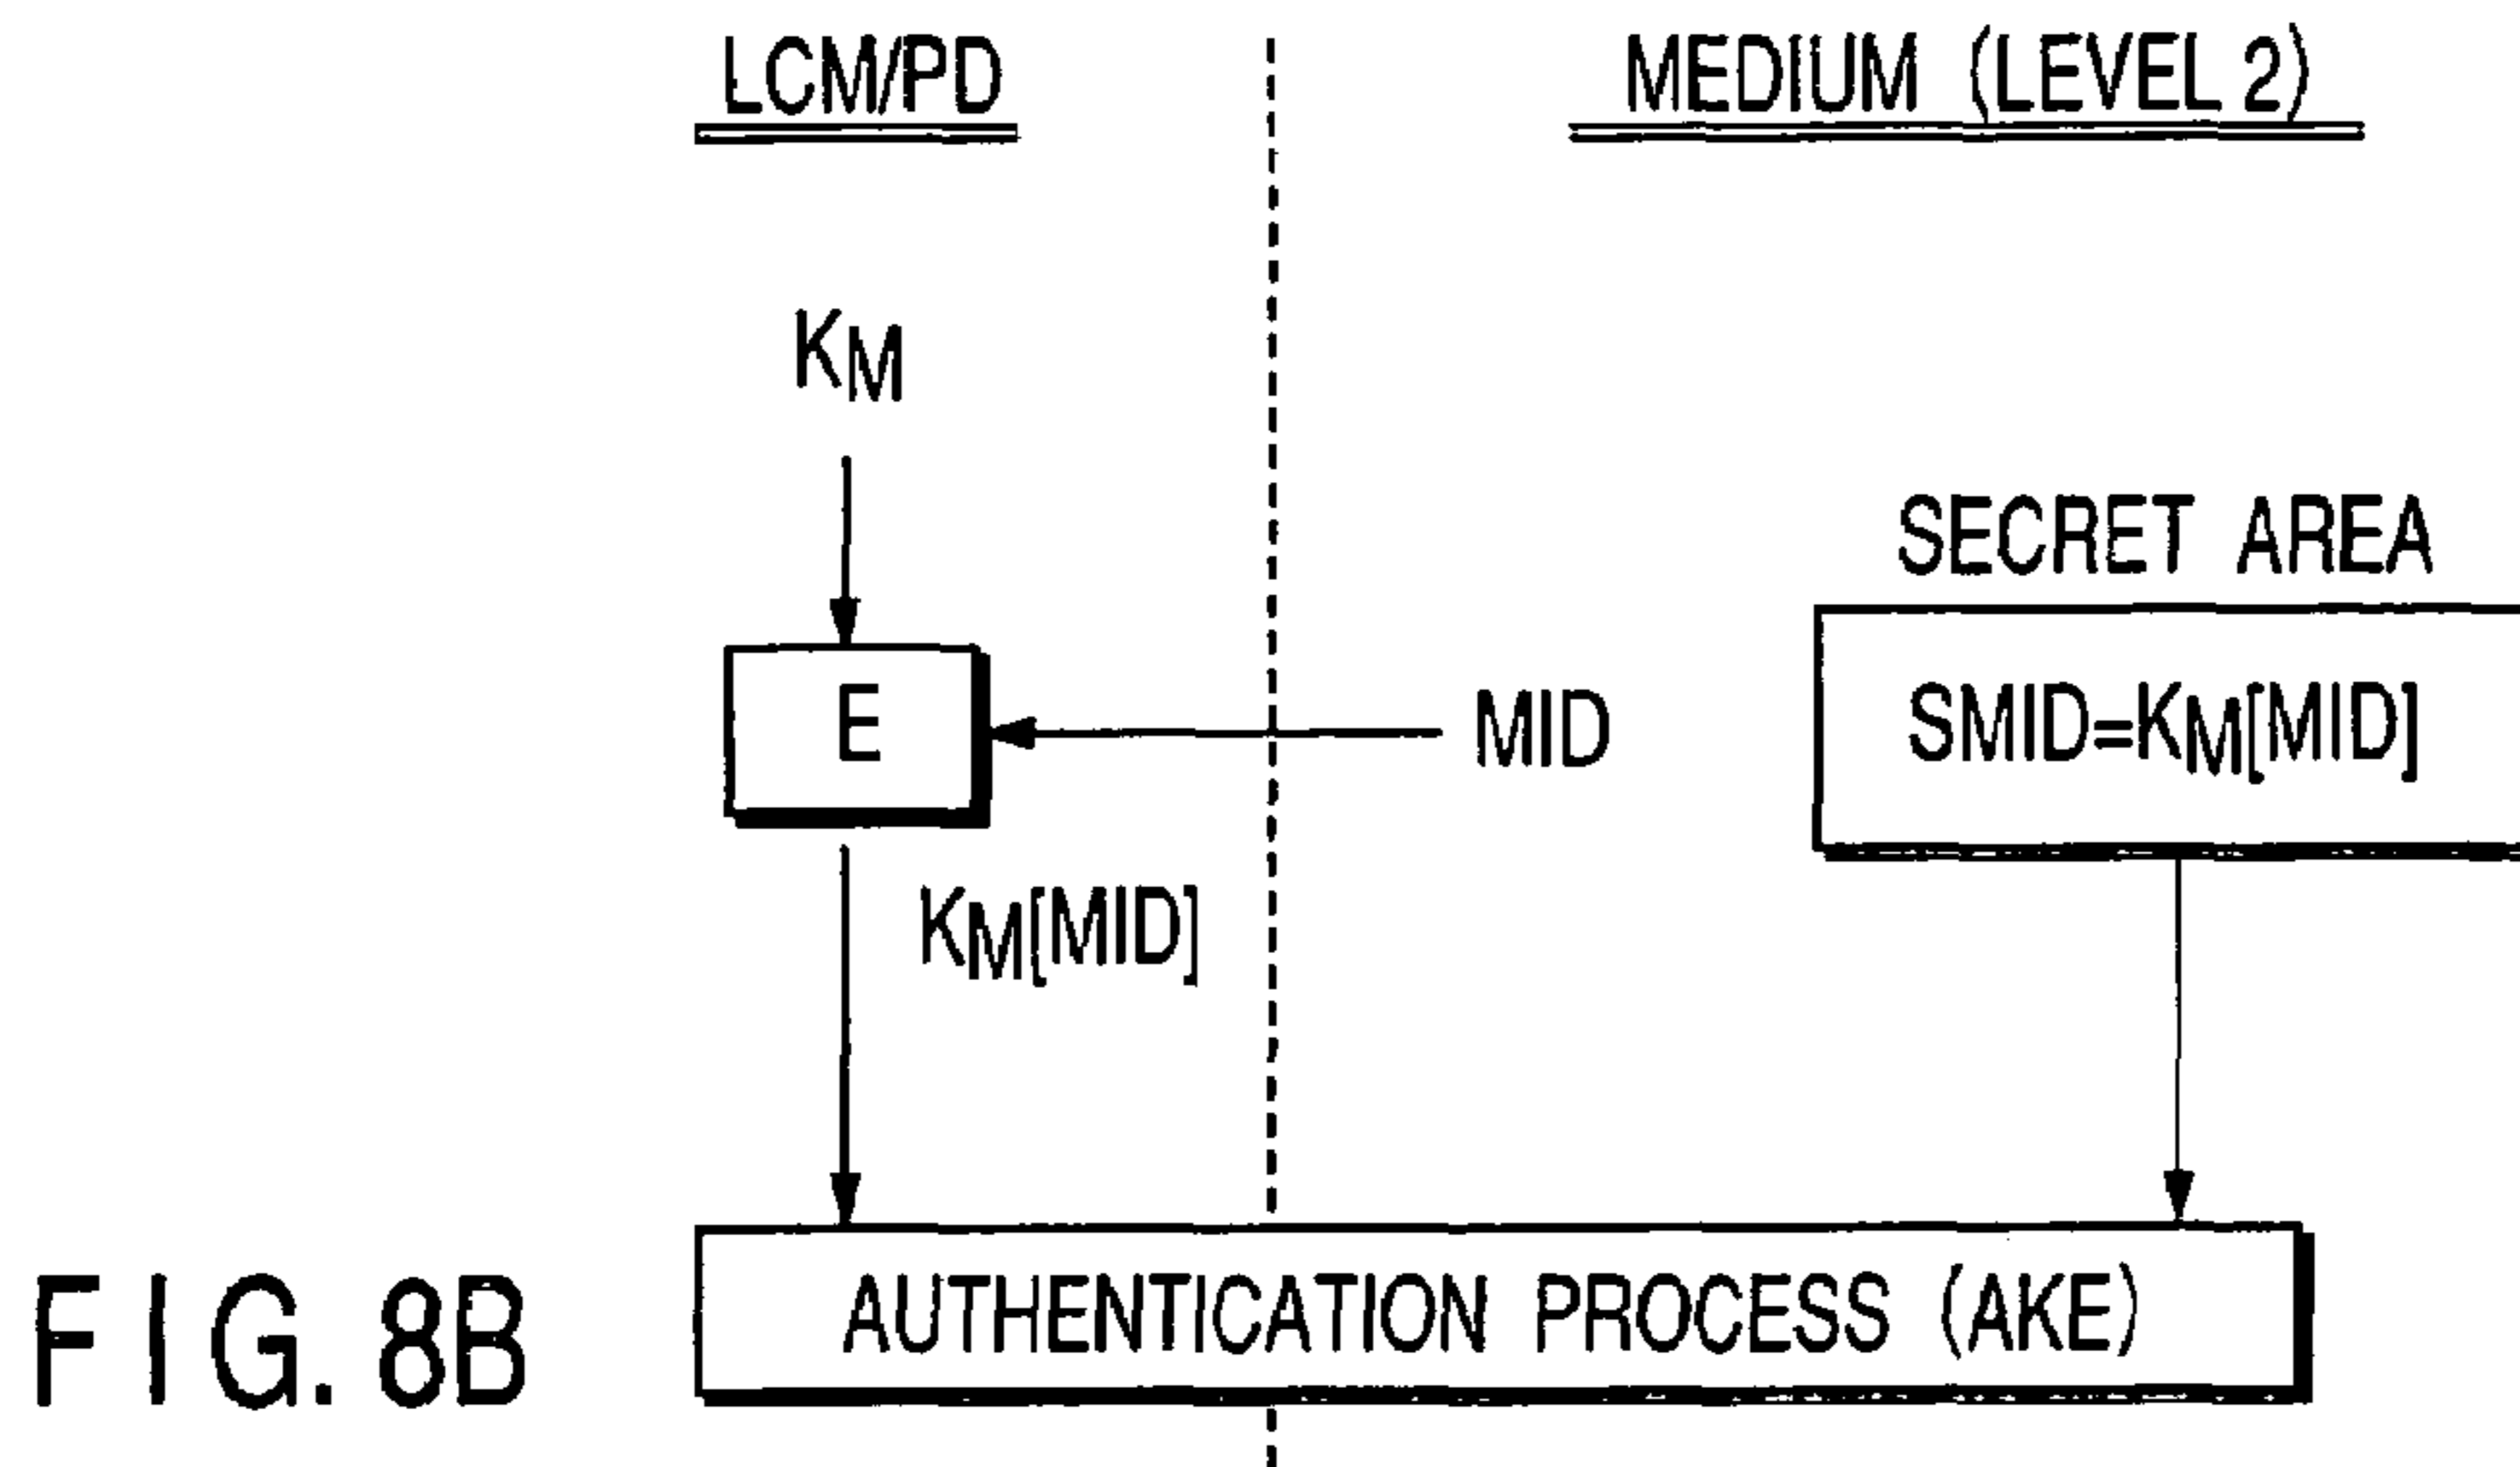 LCM/PD
MEDIUM (LEVEL 2)
KM
SECRET AREA
E
MID
SMID=KM[MID]
KM[MID]
AUTHENTICATION PROCESS (AKE)
FIG. 8B